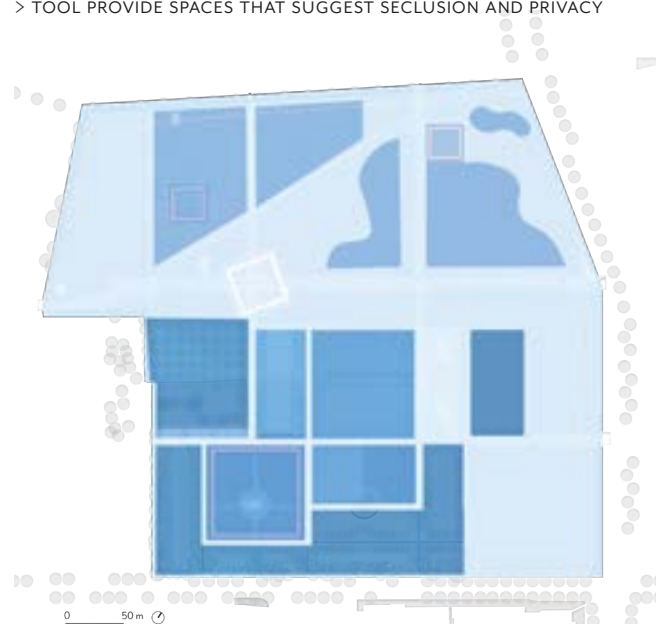 > TOOL PROVIDE SPACES THAT SUGGEST SECLUSION AND PRIVACY
0 50 m